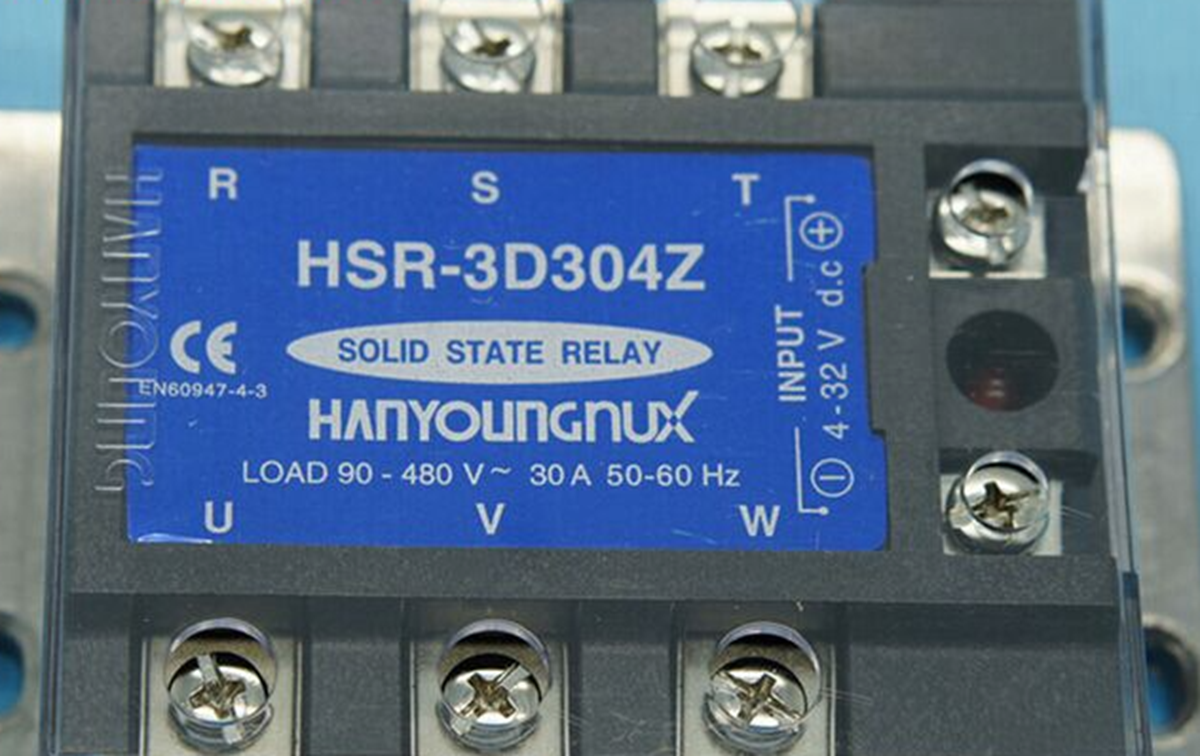 R S T
HSR-3D304Z
CE
EN60947-4-3
SOLID STATE RELAY
HANYOUNGNUX
LOAD 90 - 480 V~ 30 A 50-60 Hz
U V W
INPUT
⊖ 4-32 V d.c ⊕
HANYOUNG